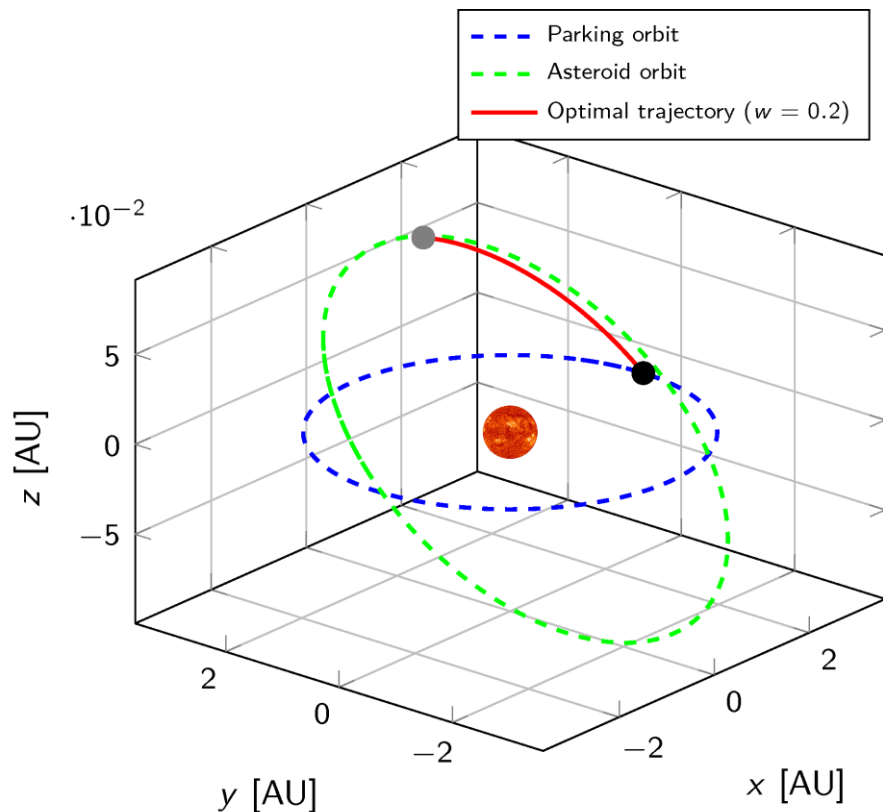 Parking orbit
Asteroid orbit
Optimal trajectory (w = 0.2)
·10⁻²
5
0
−5
z [AU]
2
0
−2
y [AU]
−2
0
2
x [AU]